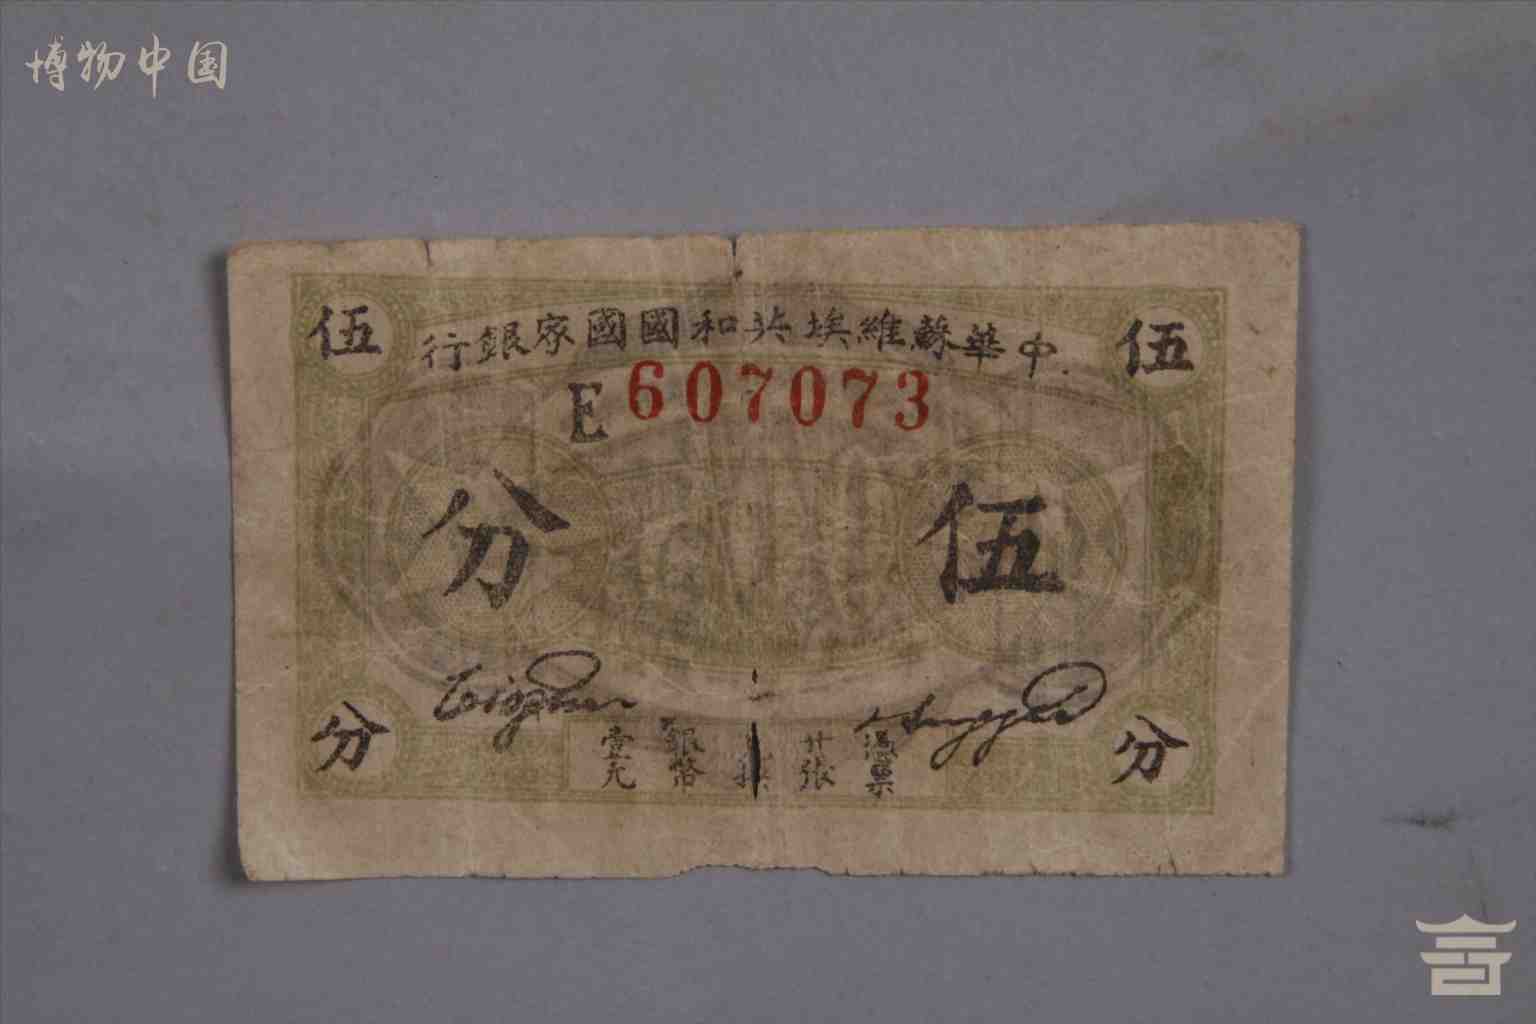 博物中国
中華蘇維埃共和國國家銀行
E 607073
伍 伍
伍分
分 分
憑票廿張換銀幣壹元